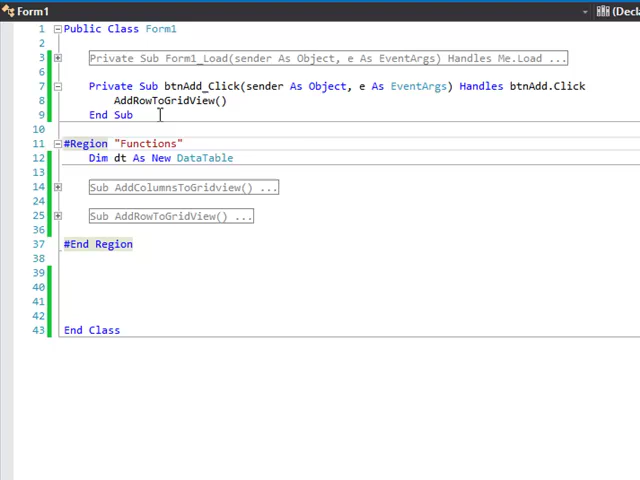 Form1
(Decl
1 Public Class Form1
2
3 Private Sub Form1_Load(sender As Object, e As EventArgs) Handles Me.Load ...
6
7 Private Sub btnAdd_Click(sender As Object, e As EventArgs) Handles btnAdd.Click
8 AddRowToGridView()
9 End Sub
10
11 #Region "Functions"
12 Dim dt As New DataTable
13
14 Sub AddColumnsToGridview() ...
24
25 Sub AddRowToGridView() ...
36
37 #End Region
38
39
40
41
42
43 End Class